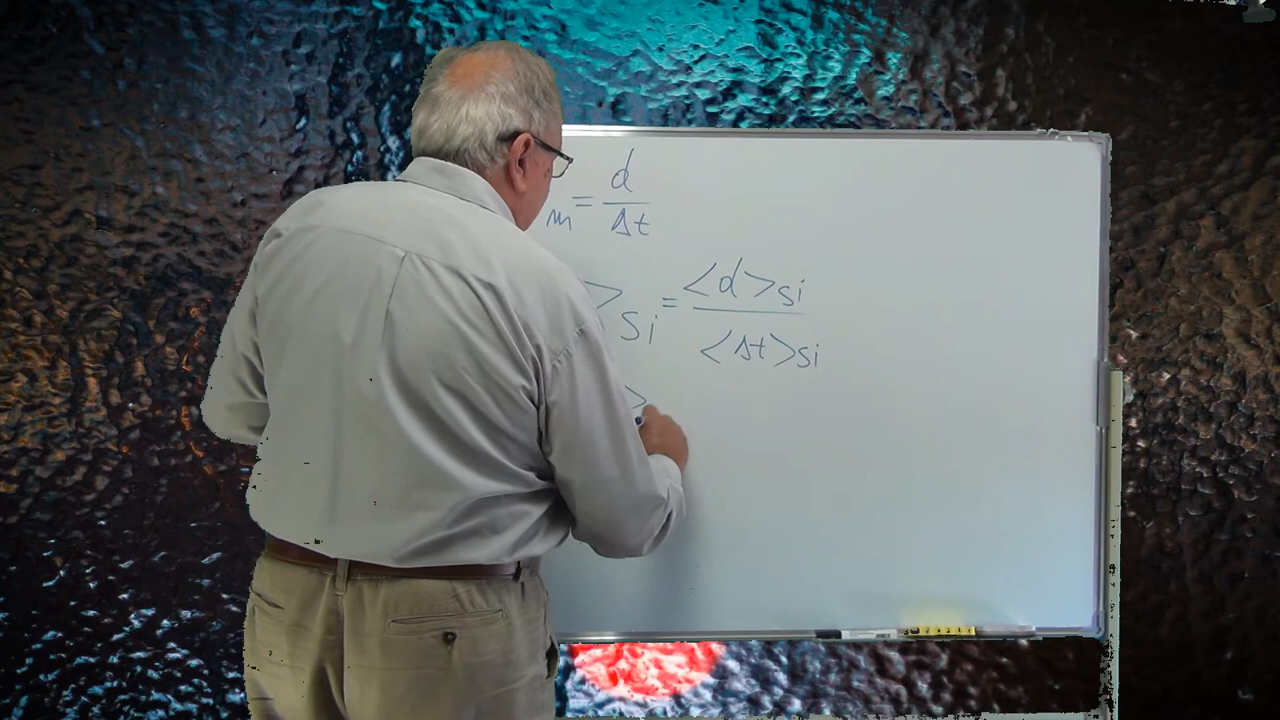 m = d / Δt
>si = <d>si / <Δt>si
>